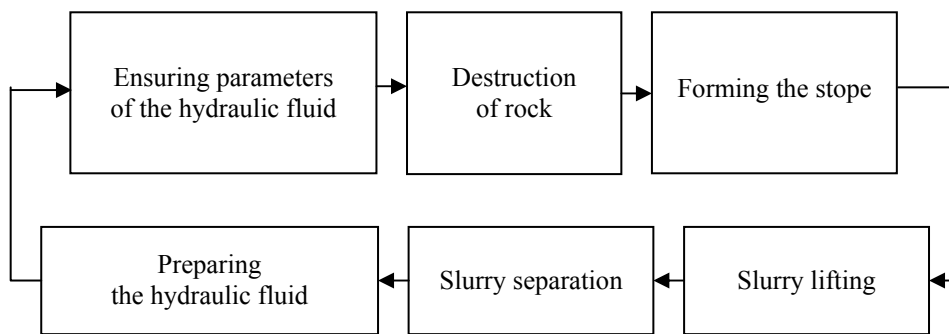 Ensuring parameters
of the hydraulic fluid
Destruction
of rock
Forming the stope
Preparing
the hydraulic fluid
Slurry separation
Slurry lifting